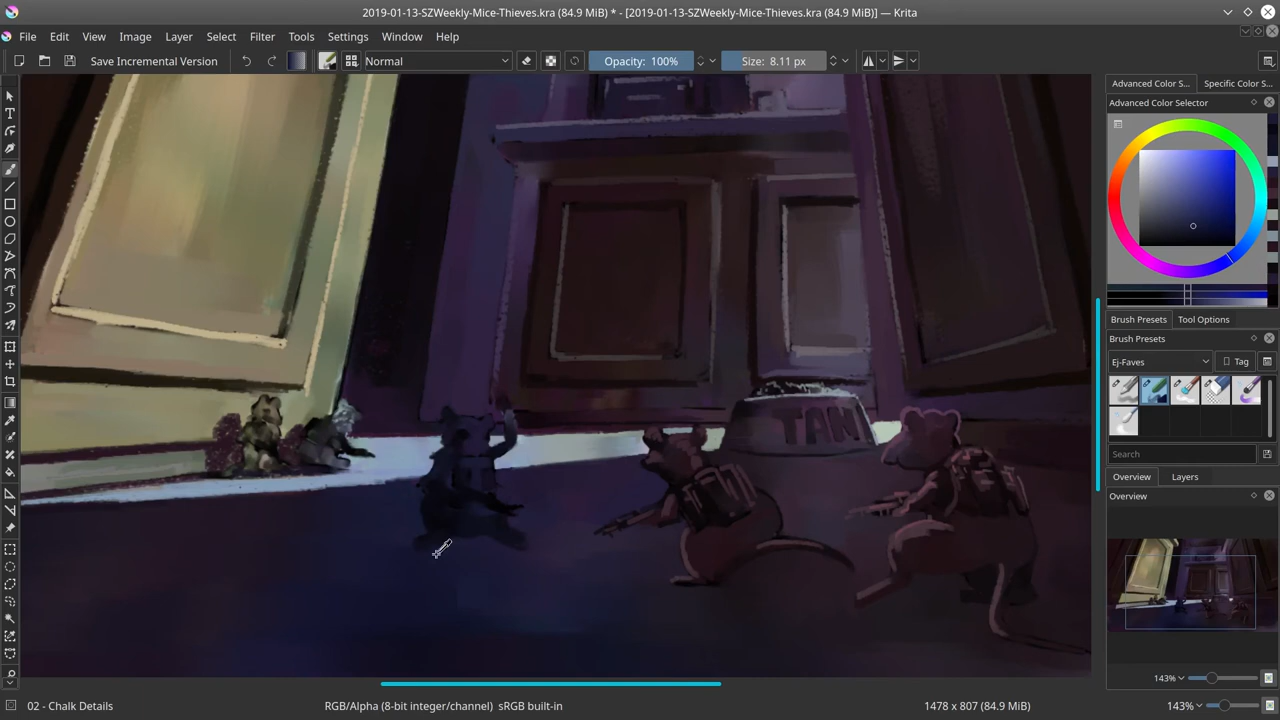 2019-01-13-SZWeekly-Mice-Thieves.kra (84.9 MiB) * - [2019-01-13-SZWeekly-Mice-Thieves.kra (84.9 MiB)] — Krita
File Edit View Image Layer Select Filter Tools Settings Window Help
Save Incremental Version Normal Opacity: 100% Size: 8.11 px
Advanced Color S... Specific Color S...
Advanced Color Selector
Brush Presets Tool Options
Brush Presets
Ej-Faves Tag
TAN
Search
Overview Layers
Overview
143%
02 - Chalk Details RGB/Alpha (8-bit integer/channel) sRGB built-in 1478 x 807 (84.9 MiB) 143%